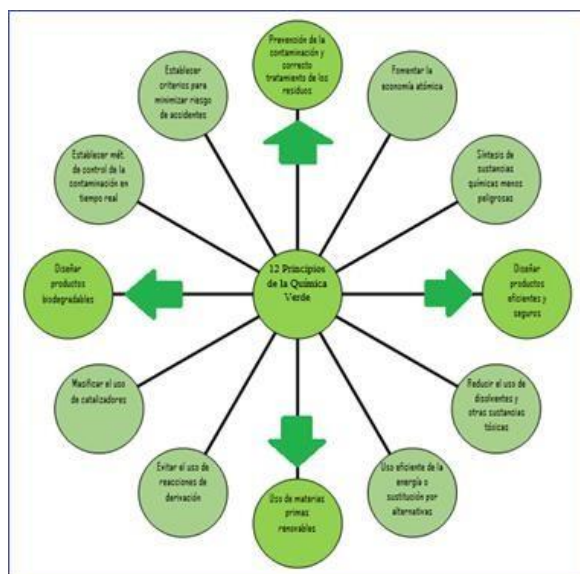 Prevención de la
contaminación y
correcto
tratamiento de los
residuos
Fomentar la
economía atómica
Síntesis de
sustancias
químicas menos
peligrosas
Diseñar
productos
eficientes y
seguros
Reducir el uso de
disolventes y
otras sustancias
tóxicas
Uso eficiente de la
energía o
sustitución por
alternativas
Uso de materias
primas
renovables
Evitar el uso de
reacciones de
derivación
Masificar el uso
de catalizadores
Diseñar
productos
biodegradables
Establecer mét.
de control de la
contaminación en
tiempo real
Establecer
criterios para
minimizar riesgo
de accidentes
12 Principios
de la Química
Verde